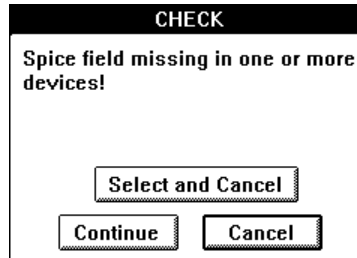 CHECK
Spice field missing in one or more
devices!
Select and Cancel
Continue
Cancel